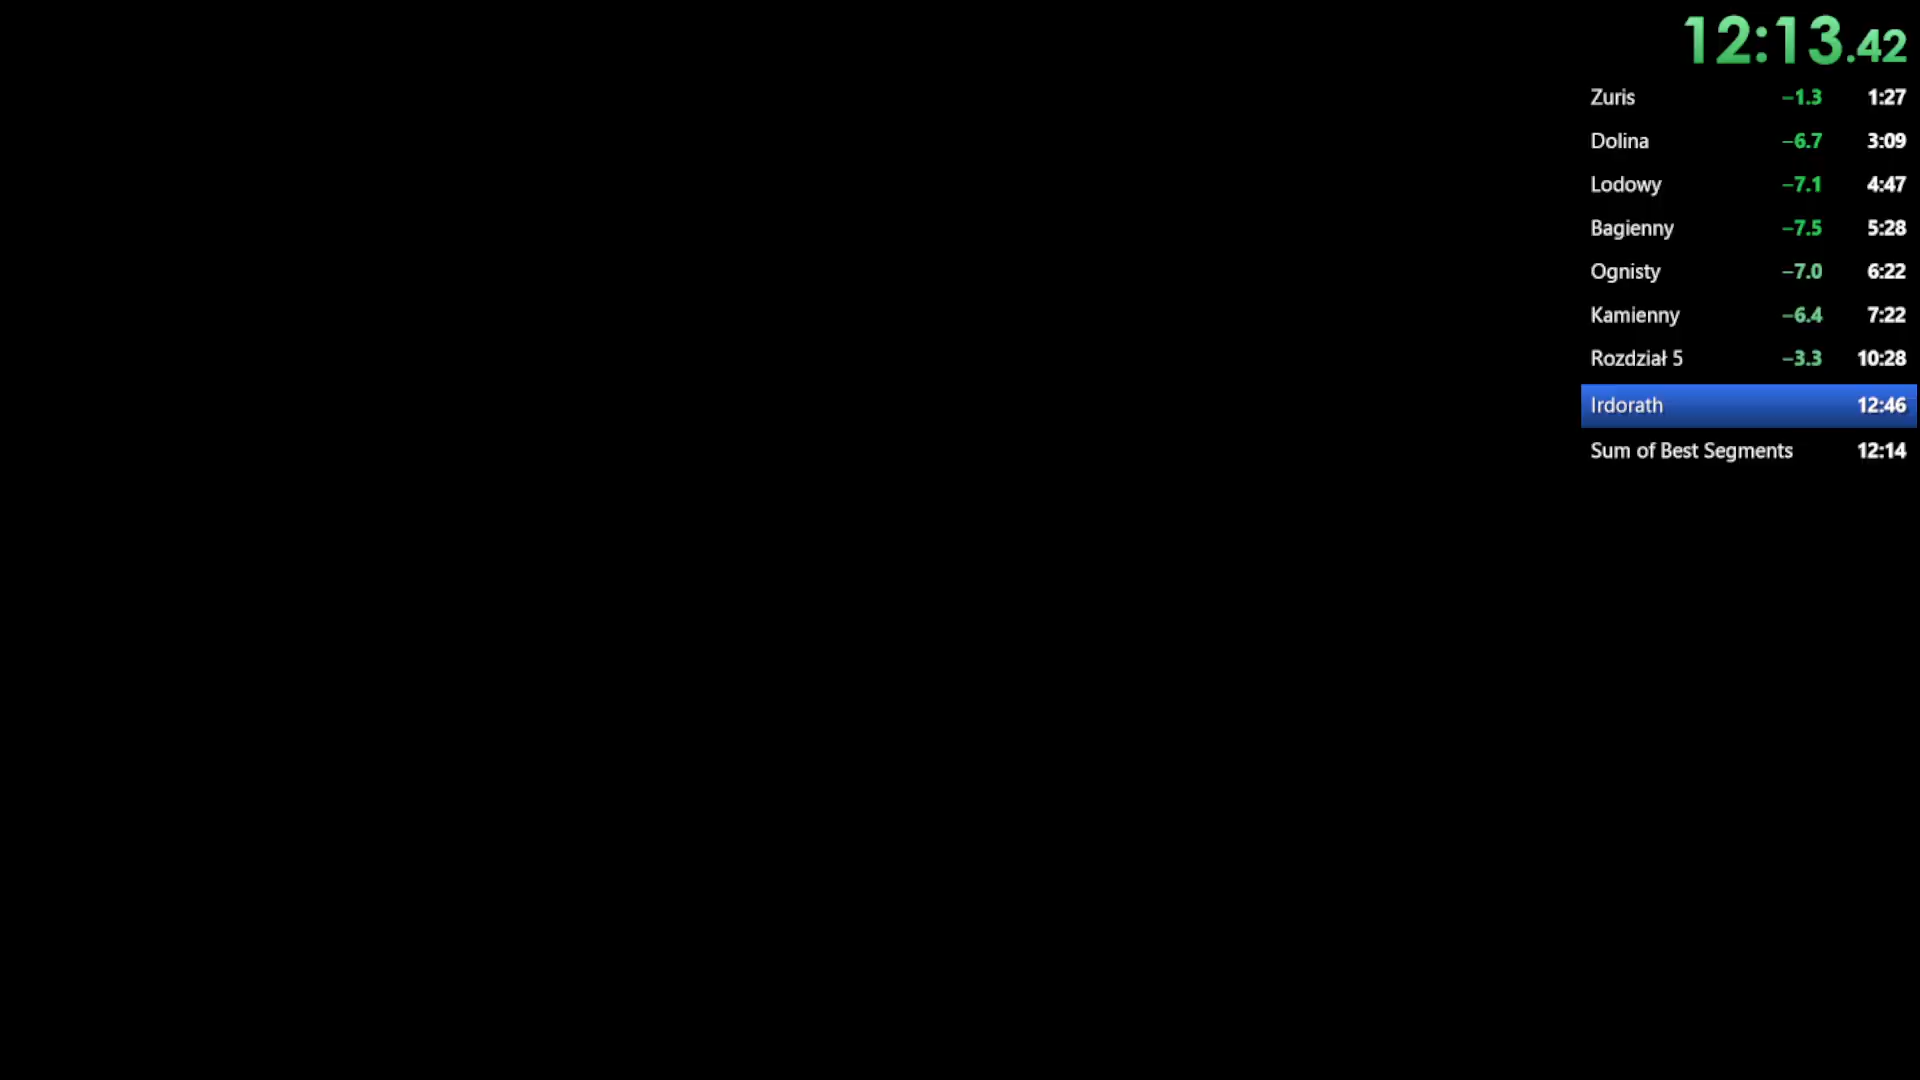 12:13.42
Zuris −1.3 1:27
Dolina −6.7 3:09
Lodowy −7.1 4:47
Bagienny −7.5 5:28
Ognisty −7.0 6:22
Kamienny −6.4 7:22
Rozdział 5 −3.3 10:28
Irdorath 12:46
Sum of Best Segments 12:14